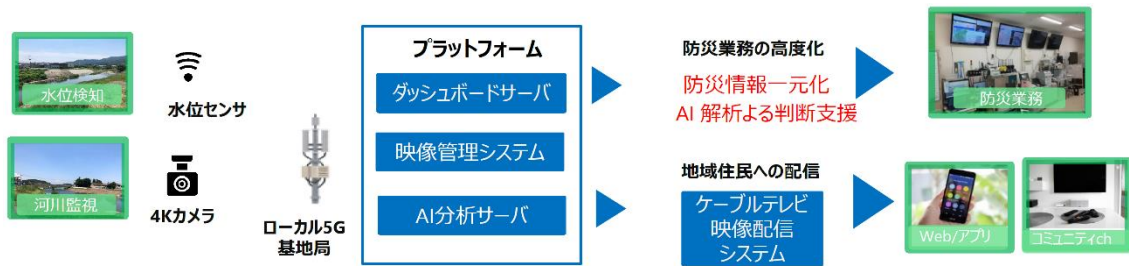 水位検知
水位センサ
河川監視
4Kカメラ
ローカル5G
基地局
プラットフォーム
ダッシュボードサーバ
映像管理システム
AI分析サーバ
防災業務の高度化
防災情報一元化
AI 解析よる判断支援
防災業務
地域住民への配信
ケーブルテレビ
映像配信
システム
Web/アプリ
コミュニティch